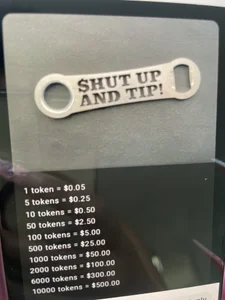 $HUT UP
AND TIP!
1 token = $0.05
5 tokens = $0.25
10 tokens = $0.50
50 tokens = $2.50
100 tokens = $5.00
500 tokens = $25.00
1000 tokens = $50.00
2000 tokens = $100.00
6000 tokens = $300.00
10000 tokens = $500.00